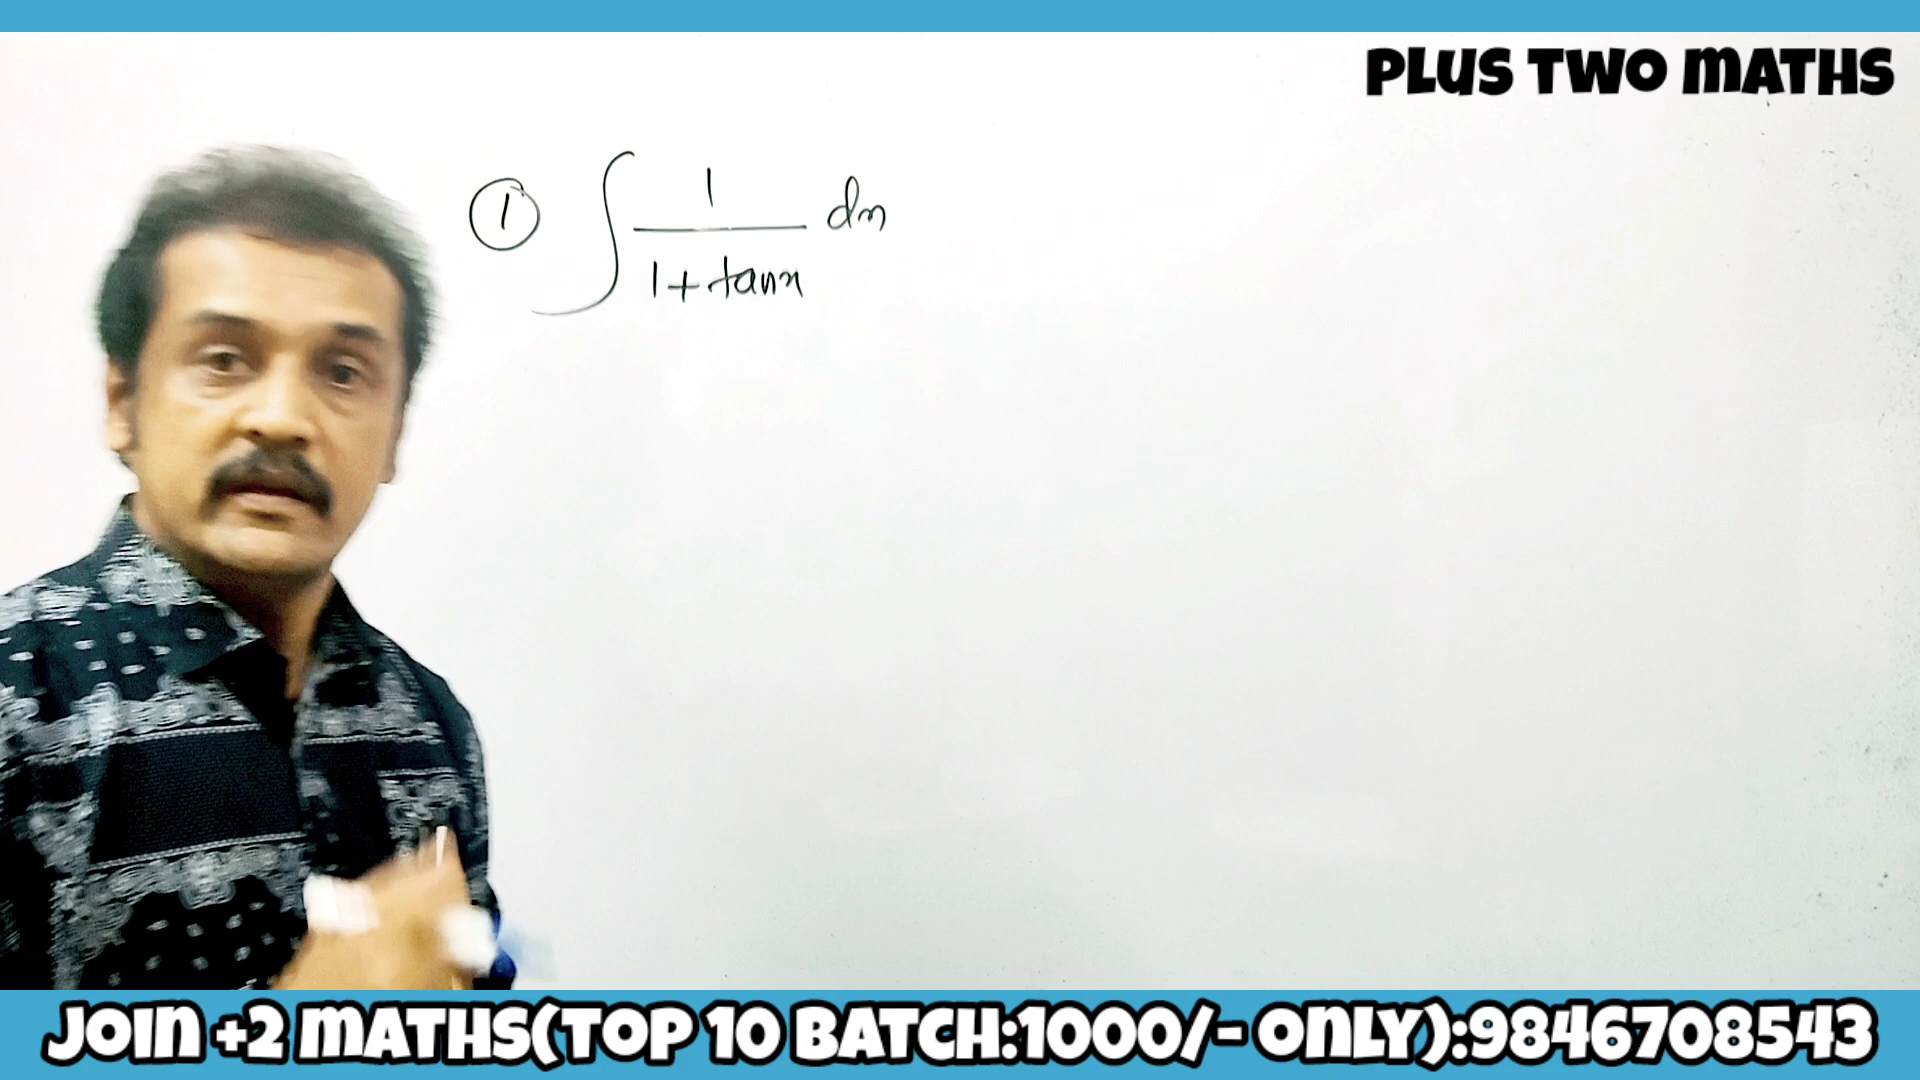 PLUS TWO MATHS
① ∫ 1/(1+tanx) dx
JOIN +2 MATHS(TOP 10 BATCH:1000/- ONLY):9846708543